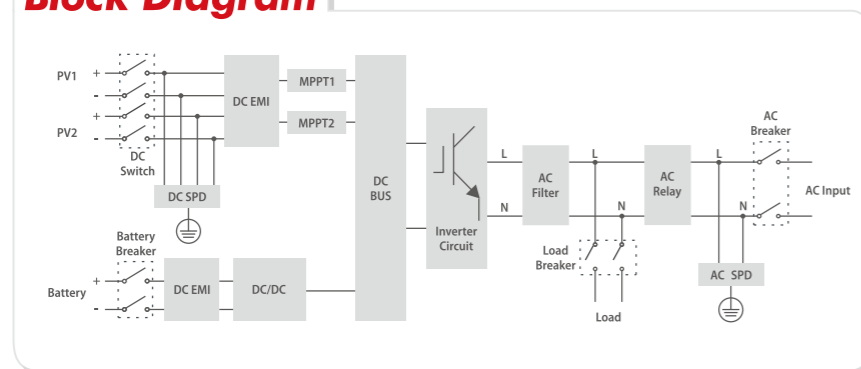 Block Diagram
PV1
+
-
PV2
+
-
DC
Switch
DC SPD
DC EMI
MPPT1
MPPT2
DC
BUS
Battery
Breaker
Battery
+
-
DC EMI
DC/DC
Inverter
Circuit
L
N
AC
Filter
L
N
Load
Breaker
Load
AC
Relay
L
N
AC
Breaker
AC Input
AC SPD